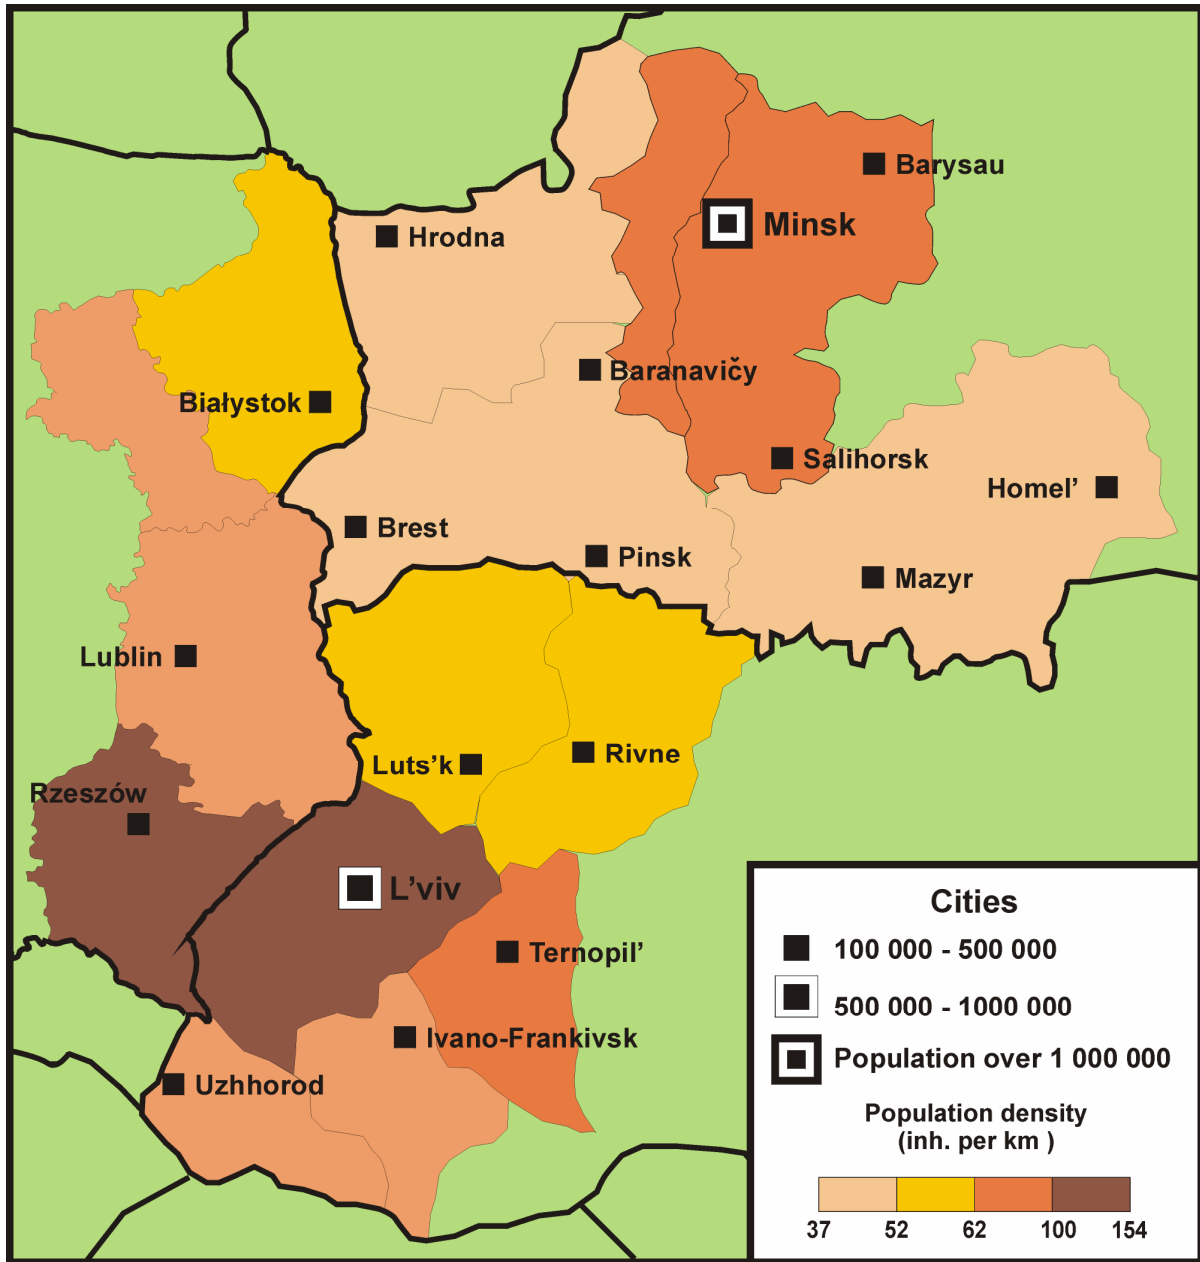 Barysau
Minsk
Hrodna
Baranavičy
Białystok
Salihorsk
Homel’
Brest
Pinsk
Mazyr
Lublin
Luts’k
Rivne
Rzeszów
L’viv
Ternopil’
Ivano-Frankivsk
Uzhhorod
Cities
100 000 - 500 000
500 000 - 1000 000
Population over 1 000 000
Population density
(inh. per km )
37 52 62 100 154